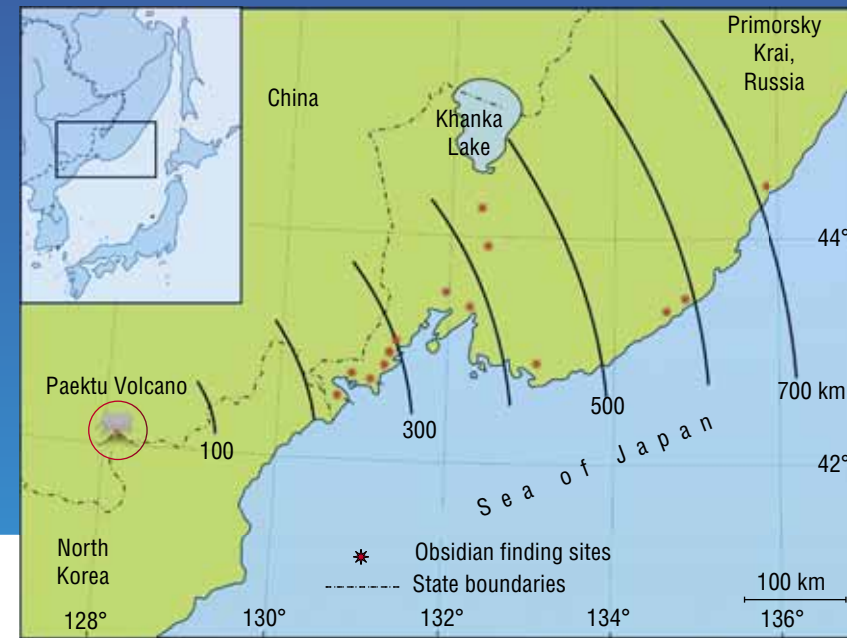 Primorsky
Krai,
Russia
China
Khanka
Lake
44°
Paektu Volcano
700 km
500
300
100
42°
Sea of Japan
North
Korea
Obsidian finding sites
State boundaries
100 km
128°
130°
132°
134°
136°